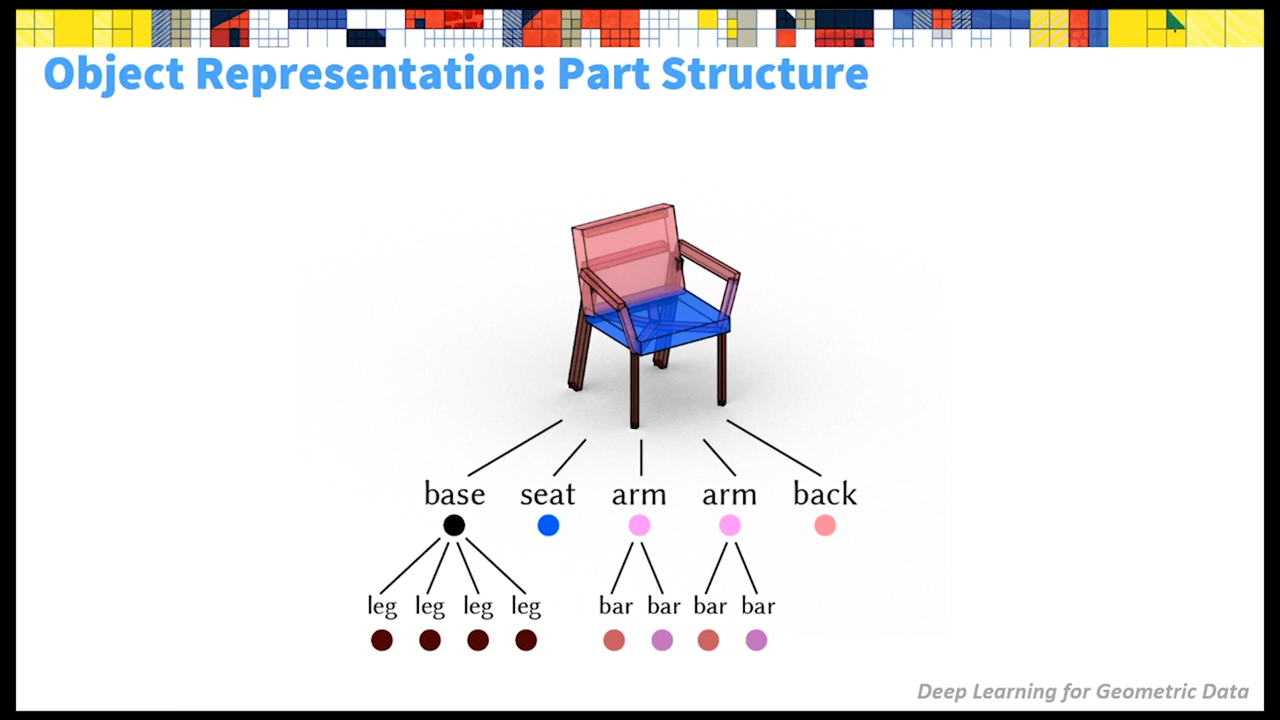 Object Representation: Part Structure
base seat arm arm back
leg leg leg leg bar bar bar bar
Deep Learning for Geometric Data